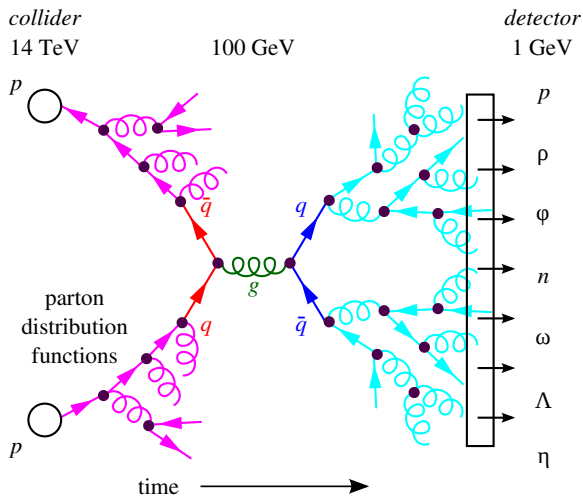 collider
detector
14 TeV
100 GeV
1 GeV
p
p
ρ
q̄
q
φ
g
n
parton
distribution
functions
q
q̄
ω
Λ
p
η
time